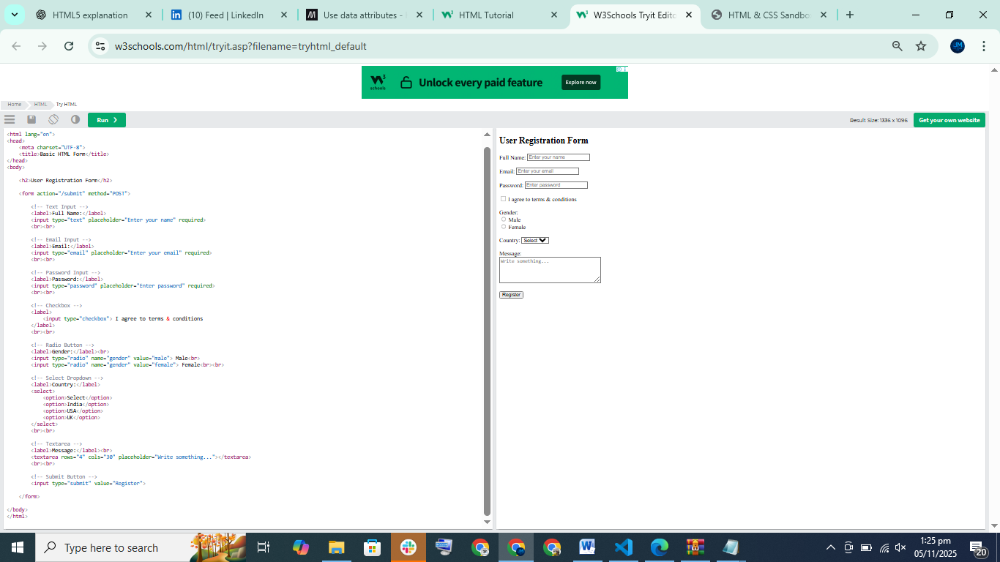 HTML5 explanation
(10) Feed | LinkedIn
Use data attributes -
HTML Tutorial
W3Schools Tryit Edito
HTML & CSS Sandbo
w3schools.com/html/tryit.asp?filename=tryhtml_default
JM
W3
schools
Unlock every paid feature
Explore now
Home
HTML
Try HTML
Run ❯
Result Size: 1336 x 1096
Get your own website
<html lang="en">
<head>
    <meta charset="UTF-8">
    <title>Basic HTML Form</title>
</head>
<body>
    <h2>User Registration Form</h2>
    <form action="/submit" method="POST">
        <!-- Text Input -->
        <label>Full Name:</label>
        <input type="text" placeholder="Enter your name" required>
        <br><br>
        <!-- Email Input -->
        <label>Email:</label>
        <input type="email" placeholder="Enter your email" required>
        <br><br>
        <!-- Password Input -->
        <label>Password:</label>
        <input type="password" placeholder="Enter password" required>
        <br><br>
        <!-- Checkbox -->
        <label>
            <input type="checkbox"> I agree to terms & conditions
        </label>
        <br><br>
        <!-- Radio Button -->
        <label>Gender:</label><br>
        <input type="radio" name="gender" value="male"> Male<br>
        <input type="radio" name="gender" value="female"> Female<br><br>
        <!-- Select Dropdown -->
        <label>Country:</label>
        <select>
            <option>Select</option>
            <option>India</option>
            <option>USA</option>
            <option>UK</option>
        </select>
        <br><br>
        <!-- Textarea -->
        <label>Message:</label><br>
        <textarea rows="4" cols="30" placeholder="Write something..."></textarea>
        <br><br>
        <!-- Submit Button -->
        <input type="submit" value="Register">
    </form>
</body>
</html>
User Registration Form
Full Name: Enter your name
Email: Enter your email
Password: Enter password
I agree to terms & conditions
Gender:
Male
Female
Country: Select
Message:
Write something...
Register
Type here to search
1:25 pm
05/11/2025
20